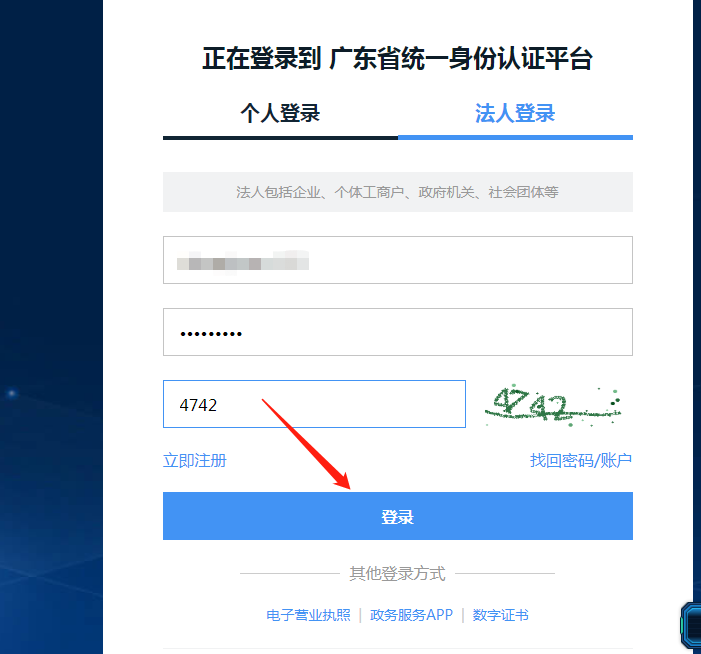 正在登录到 广东省统一身份认证平台
个人登录 法人登录
法人包括企业、个体工商户、政府机关、社会团体等
•••••••••
4742 4742
立即注册 找回密码/账户
登录
其他登录方式
电子营业执照 | 政务服务APP | 数字证书